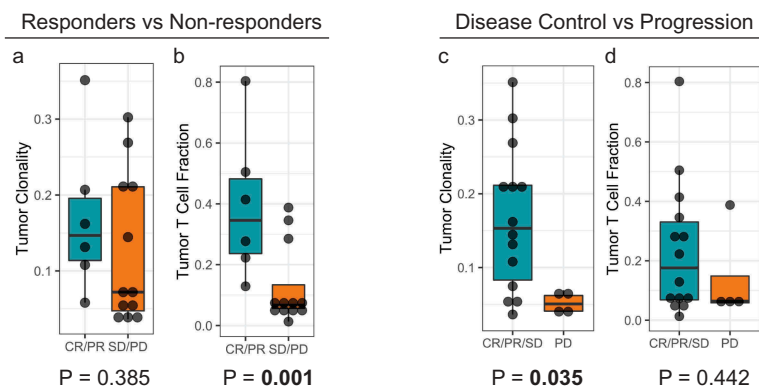 Responders vs Non-responders
Disease Control vs Progression
a
Tumor Clonality
0.3
0.2
0.1
CR/PR SD/PD
P = 0.385
b
Tumor T Cell Fraction
0.8
0.6
0.4
0.2
0.0
CR/PR SD/PD
P = 0.001
c
Tumor Clonality
0.3
0.2
0.1
CR/PR/SD PD
P = 0.035
d
Tumor T Cell Fraction
0.8
0.6
0.4
0.2
0.0
CR/PR/SD PD
P = 0.442